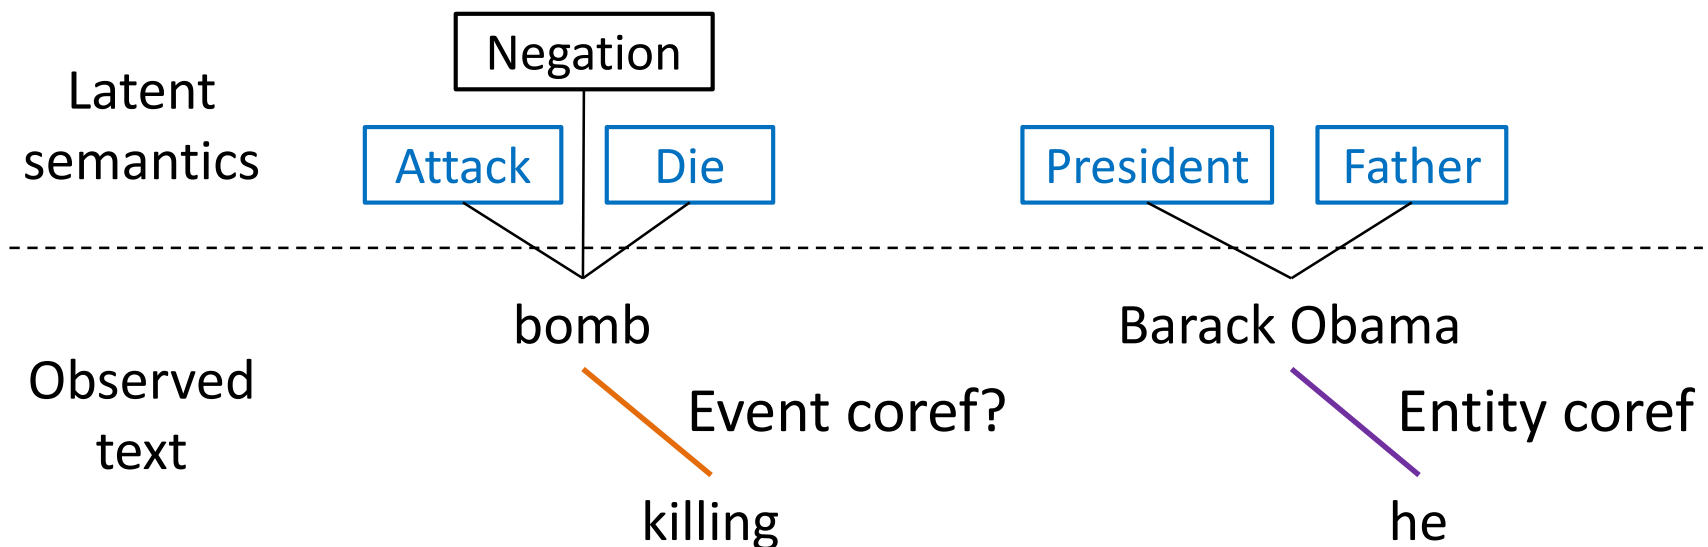 Negation
Latent
semantics
Attack
Die
President
Father
bomb
Barack Obama
Observed
text
Event coref?
Entity coref
killing
he